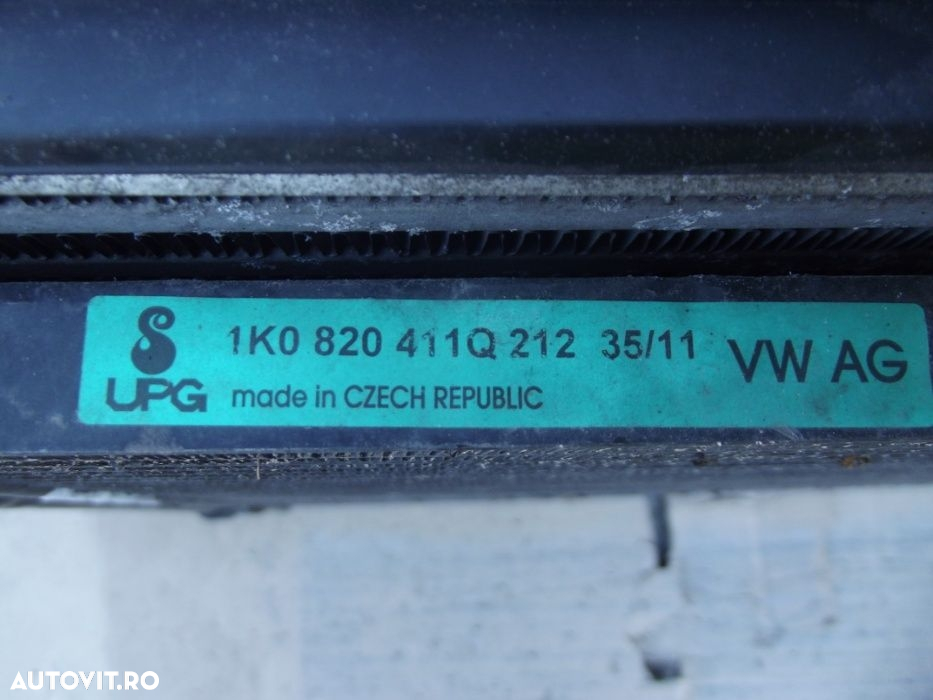 1K0 820 411Q 212 35/11 VW AG
UPG made in CZECH REPUBLIC
AUTOVIT.RO